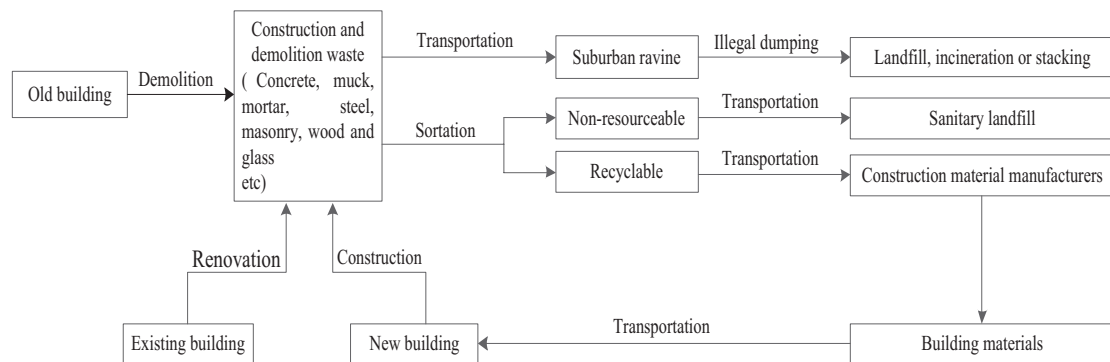 Construction and
demolition waste
( Concrete, muck,
mortar, steel,
masonry, wood and
glass
etc)
Transportation
Suburban ravine
Illegal dumping
Landfill, incineration or stacking
Old building
Demolition
Sortation
Non-resourceable
Transportation
Sanitary landfill
Recyclable
Transportation
Construction material manufacturers
Renovation
Construction
Existing building
New building
Transportation
Building materials